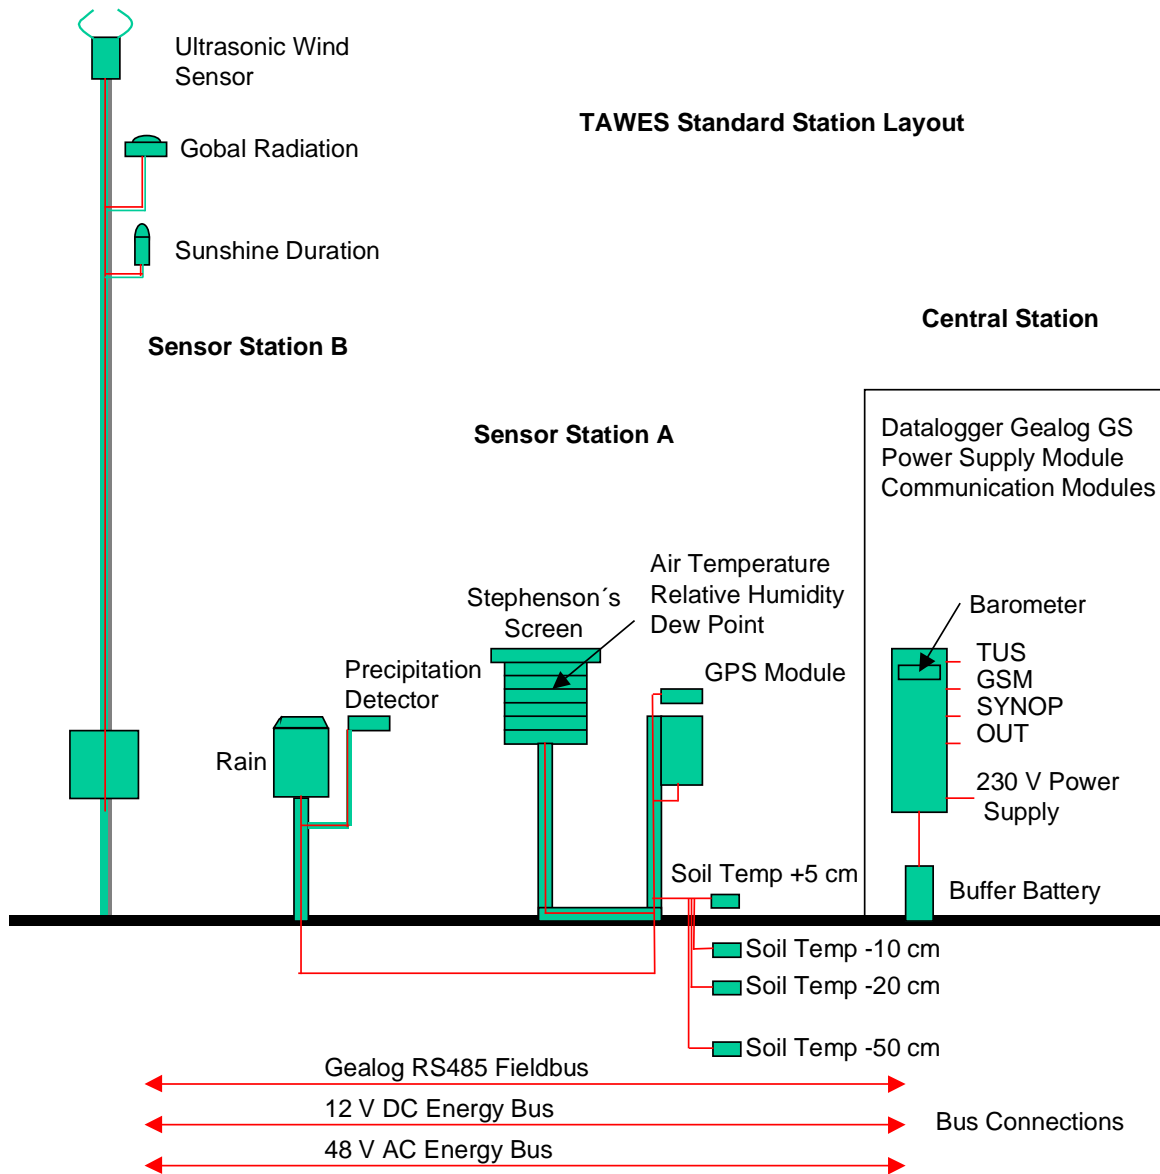 Ultrasonic Wind
Sensor
TAWES Standard Station Layout
Gobal Radiation
Sunshine Duration
Central Station
Sensor Station B
Sensor Station A
Datalogger Gealog GS
Power Supply Module
Communication Modules
Air Temperature
Relative Humidity
Dew Point
Stephenson´s
Screen
Barometer
Precipitation
Detector
GPS Module
TUS
GSM
SYNOP
OUT
Rain
230 V Power
Supply
Soil Temp +5 cm
Buffer Battery
Soil Temp -10 cm
Soil Temp -20 cm
Soil Temp -50 cm
Gealog RS485 Fieldbus
12 V DC Energy Bus
Bus Connections
48 V AC Energy Bus